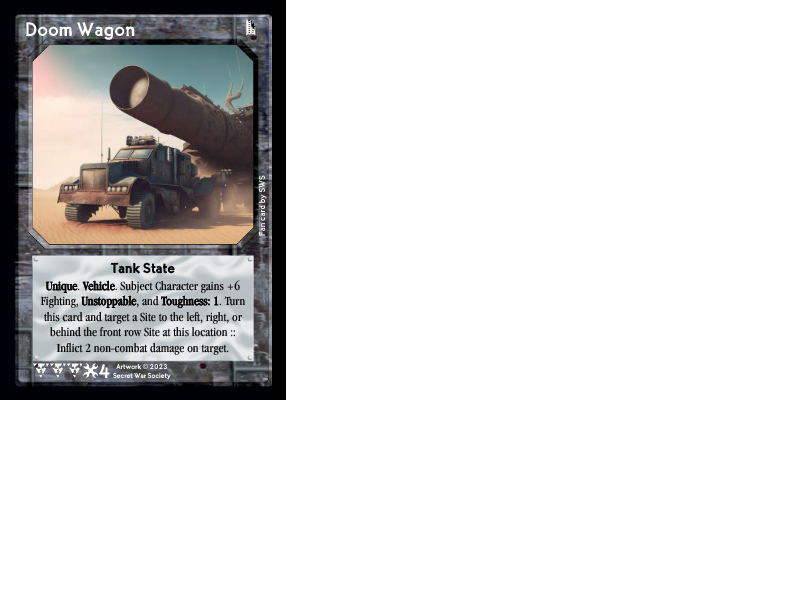 Doom Wagon
Fan card by SWS
Tank State
Unique. Vehicle. Subject Character gains +6
Fighting, Unstoppable, and Toughness: 1. Turn
this card and target a Site to the left, right, or
behind the front row Site at this location ::
Inflict 2 non-combat damage on target.
4
Artwork © 2023
Secret War Society